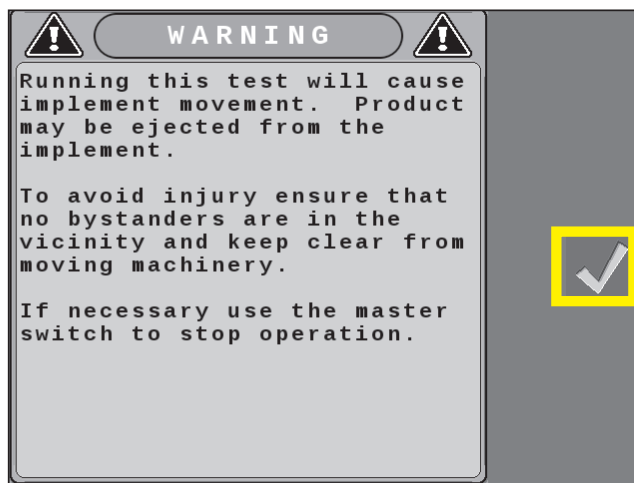 WARNING
Running this test will cause
implement movement.  Product
may be ejected from the
implement.
To avoid injury ensure that
no bystanders are in the
vicinity and keep clear from
moving machinery.
If necessary use the master
switch to stop operation.